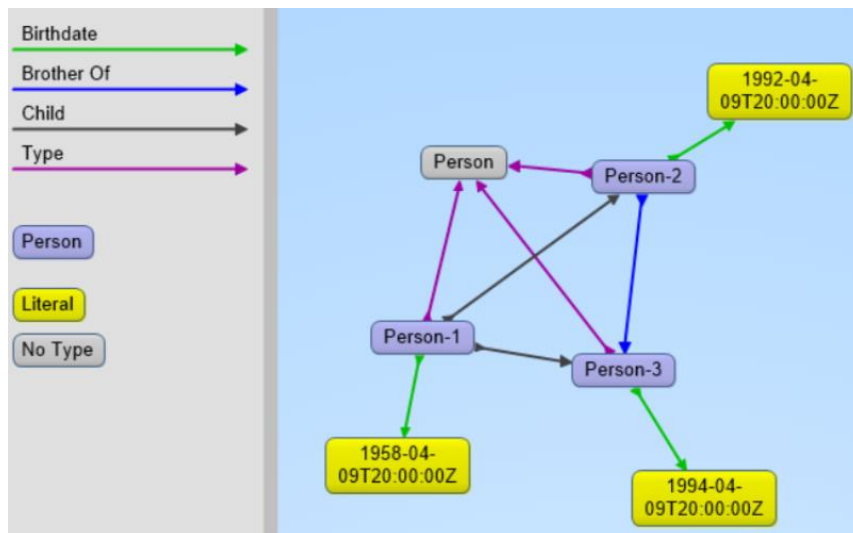 Birthdate
Brother Of
Child
Type
Person
Literal
No Type
1992-04-
09T20:00:00Z
Person
Person-2
Person-1
Person-3
1958-04-
09T20:00:00Z
1994-04-
09T20:00:00Z